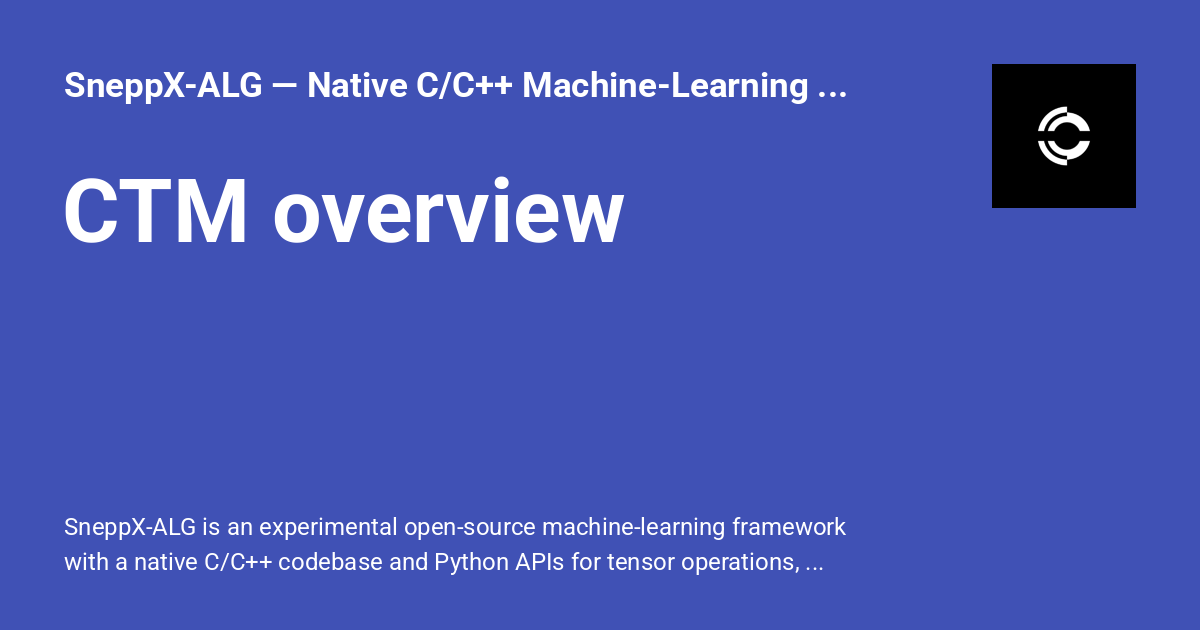 SneppX-ALG — Native C/C++ Machine-Learning ...
CTM overview
SneppX-ALG is an experimental open-source machine-learning framework
with a native C/C++ codebase and Python APIs for tensor operations, ...